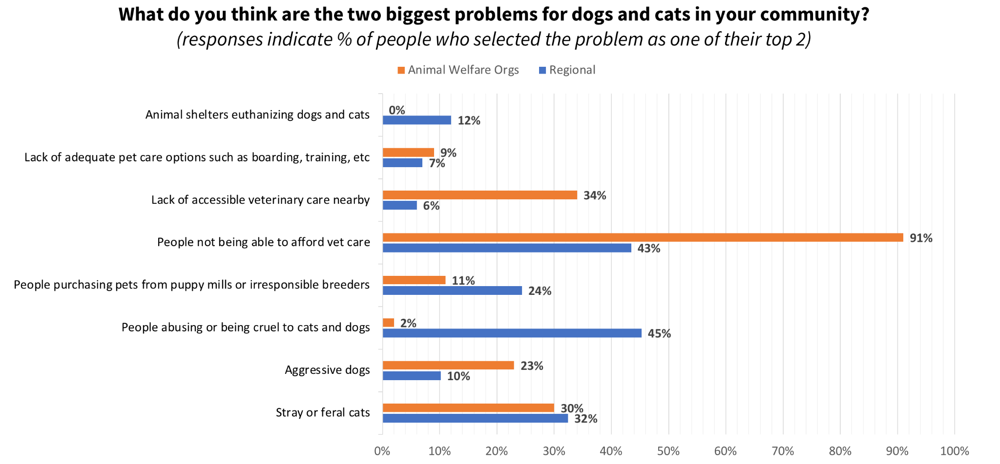 What do you think are the two biggest problems for dogs and cats in your community?
(responses indicate % of people who selected the problem as one of their top 2)
Animal Welfare Orgs
Regional
Animal shelters euthanizing dogs and cats
0%
12%
Lack of adequate pet care options such as boarding, training, etc
9%
7%
Lack of accessible veterinary care nearby
34%
6%
People not being able to afford vet care
91%
43%
People purchasing pets from puppy mills or irresponsible breeders
11%
24%
People abusing or being cruel to cats and dogs
2%
45%
Aggressive dogs
23%
10%
Stray or feral cats
30%
32%
0% 10% 20% 30% 40% 50% 60% 70% 80% 90% 100%